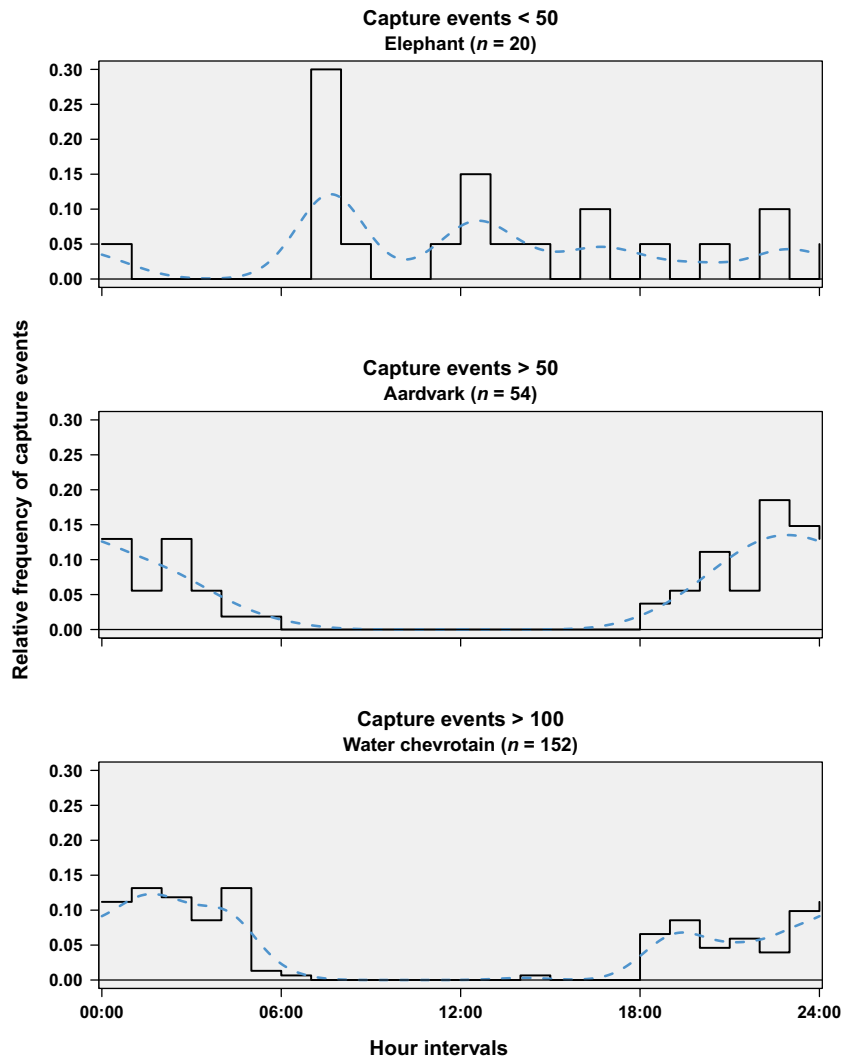 Capture events < 50
Elephant (n = 20)
0.30
0.25
0.20
0.15
0.10
0.05
0.00
Relative frequency of capture events
Capture events > 50
Aardvark (n = 54)
0.30
0.25
0.20
0.15
0.10
0.05
0.00
Capture events > 100
Water chevrotain (n = 152)
0.30
0.25
0.20
0.15
0.10
0.05
0.00
00:00 06:00 12:00 18:00 24:00
Hour intervals